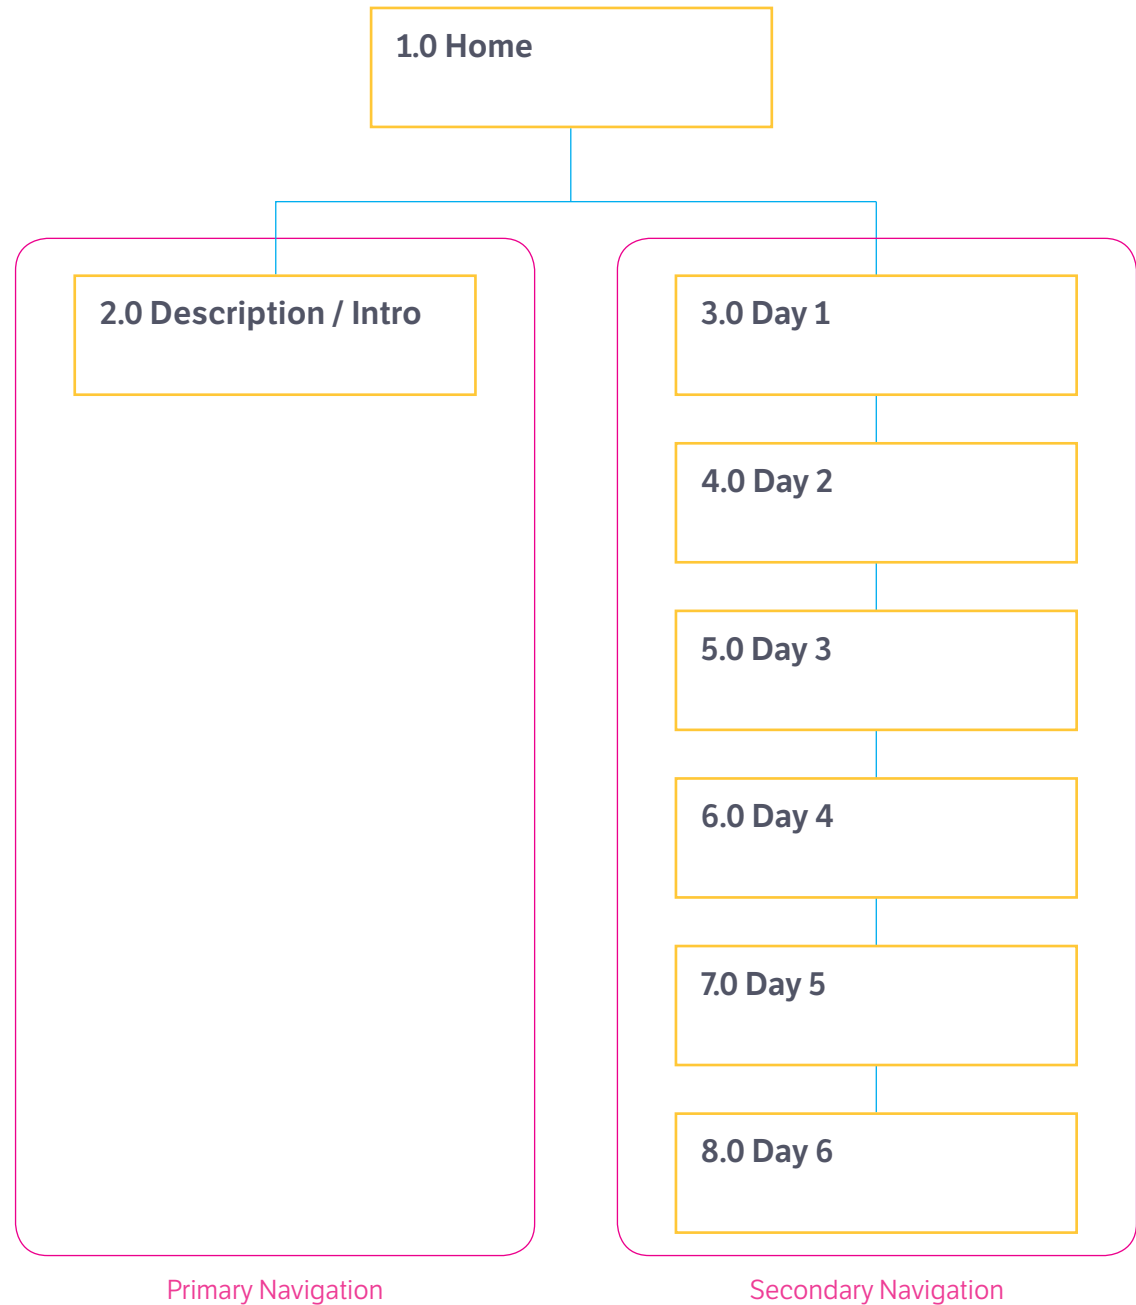 1.0 Home
2.0 Description / Intro
3.0 Day 1
4.0 Day 2
5.0 Day 3
6.0 Day 4
7.0 Day 5
8.0 Day 6
Primary Navigation
Secondary Navigation